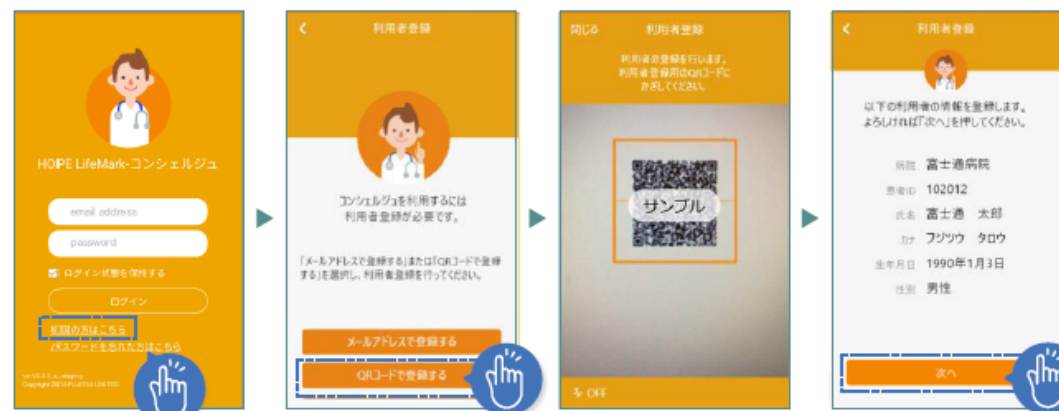 HOPE LifeMark-コンシェルジュ
email address
password
ログイン状態を保持する
ログイン
初回の方はこちら
パスワードを忘れた方はこちら
利用者登録
コンシェルジュを利用するには
利用者登録が必要です。
「メールアドレスで登録する」または「QRコードで登録
する」を選択し、利用者登録を行ってください。
メールアドレスで登録する
QRコードで登録する
閉じる
利用者登録
利用者の登録を行います。
利用者登録用のQRコードに
かざしてください。
サンプル
OFF
利用者登録
以下の利用者の情報を登録します。
よろしければ「次へ」を押してください。
病院 富士通病院
患者ID 102012
氏名 富士通 太郎
カナ フジツウ タロウ
生年月日 1990年1月3日
性別 男性
次へ